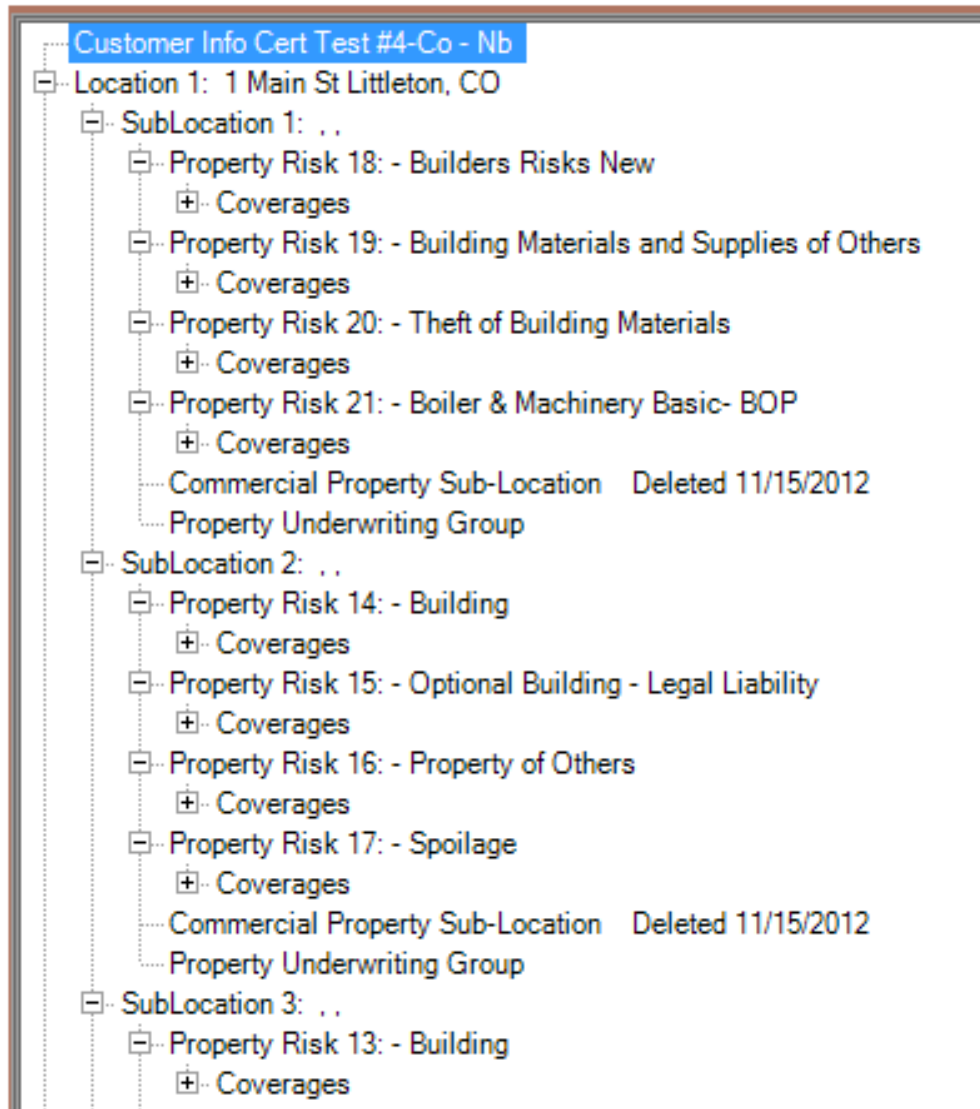 Customer Info Cert Test #4-Co - Nb
Location 1: 1 Main St Littleton, CO
SubLocation 1: , ,
Property Risk 18: - Builders Risks New
Coverages
Property Risk 19: - Building Materials and Supplies of Others
Coverages
Property Risk 20: - Theft of Building Materials
Coverages
Property Risk 21: - Boiler & Machinery Basic- BOP
Coverages
Commercial Property Sub-Location Deleted 11/15/2012
Property Underwriting Group
SubLocation 2: , ,
Property Risk 14: - Building
Coverages
Property Risk 15: - Optional Building - Legal Liability
Coverages
Property Risk 16: - Property of Others
Coverages
Property Risk 17: - Spoilage
Coverages
Commercial Property Sub-Location Deleted 11/15/2012
Property Underwriting Group
SubLocation 3: , ,
Property Risk 13: - Building
Coverages